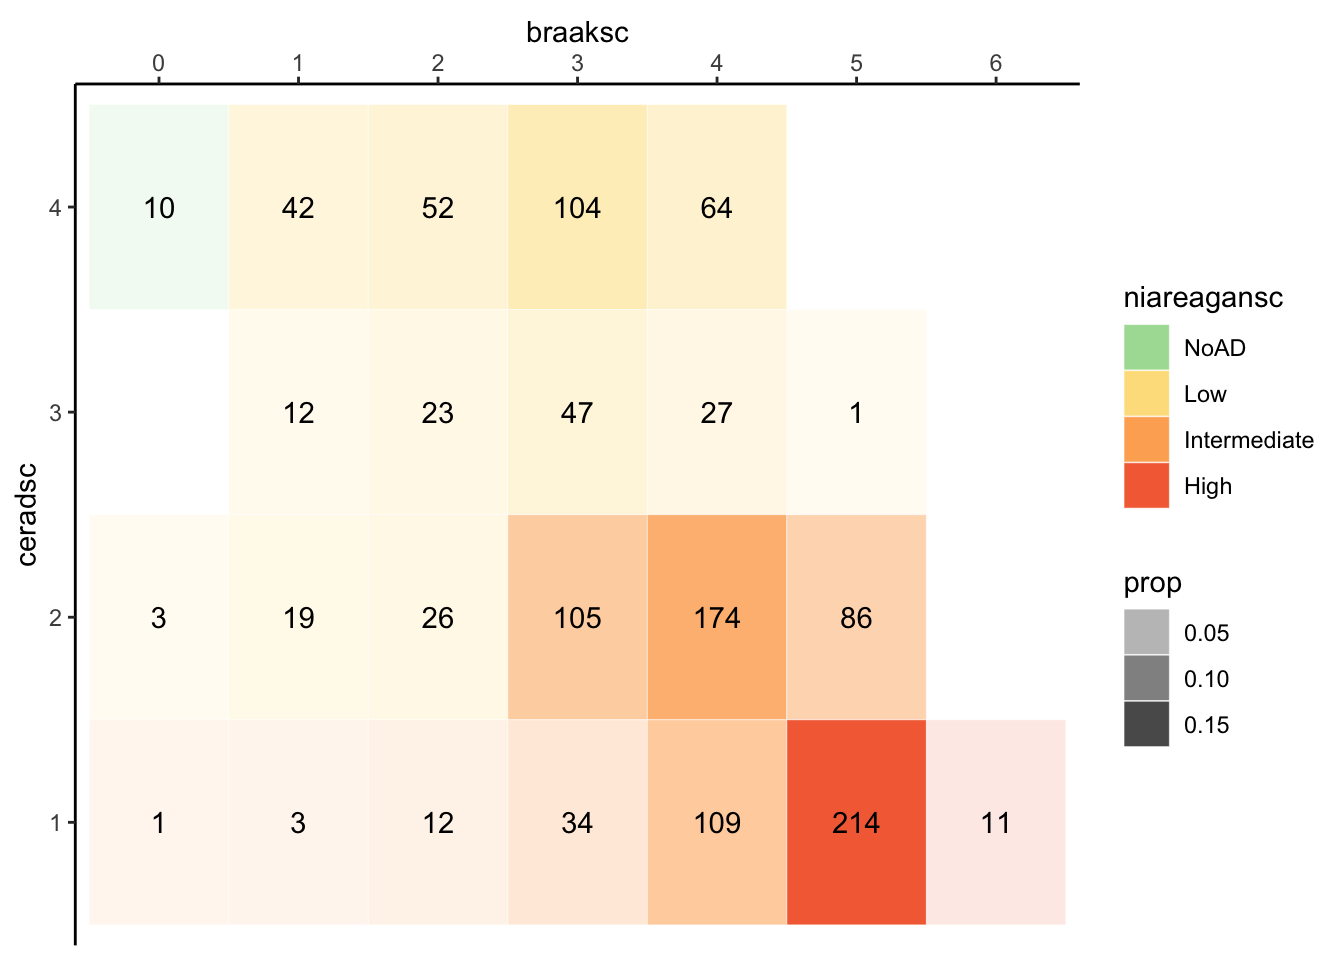 braaksc
0 1 2 3 4 5 6
4 10 42 52 104 64
3 12 23 47 27 1
2 3 19 26 105 174 86
1 1 3 12 34 109 214 11
ceradsc
niareagansc
NoAD
Low
Intermediate
High
prop
0.05
0.10
0.15